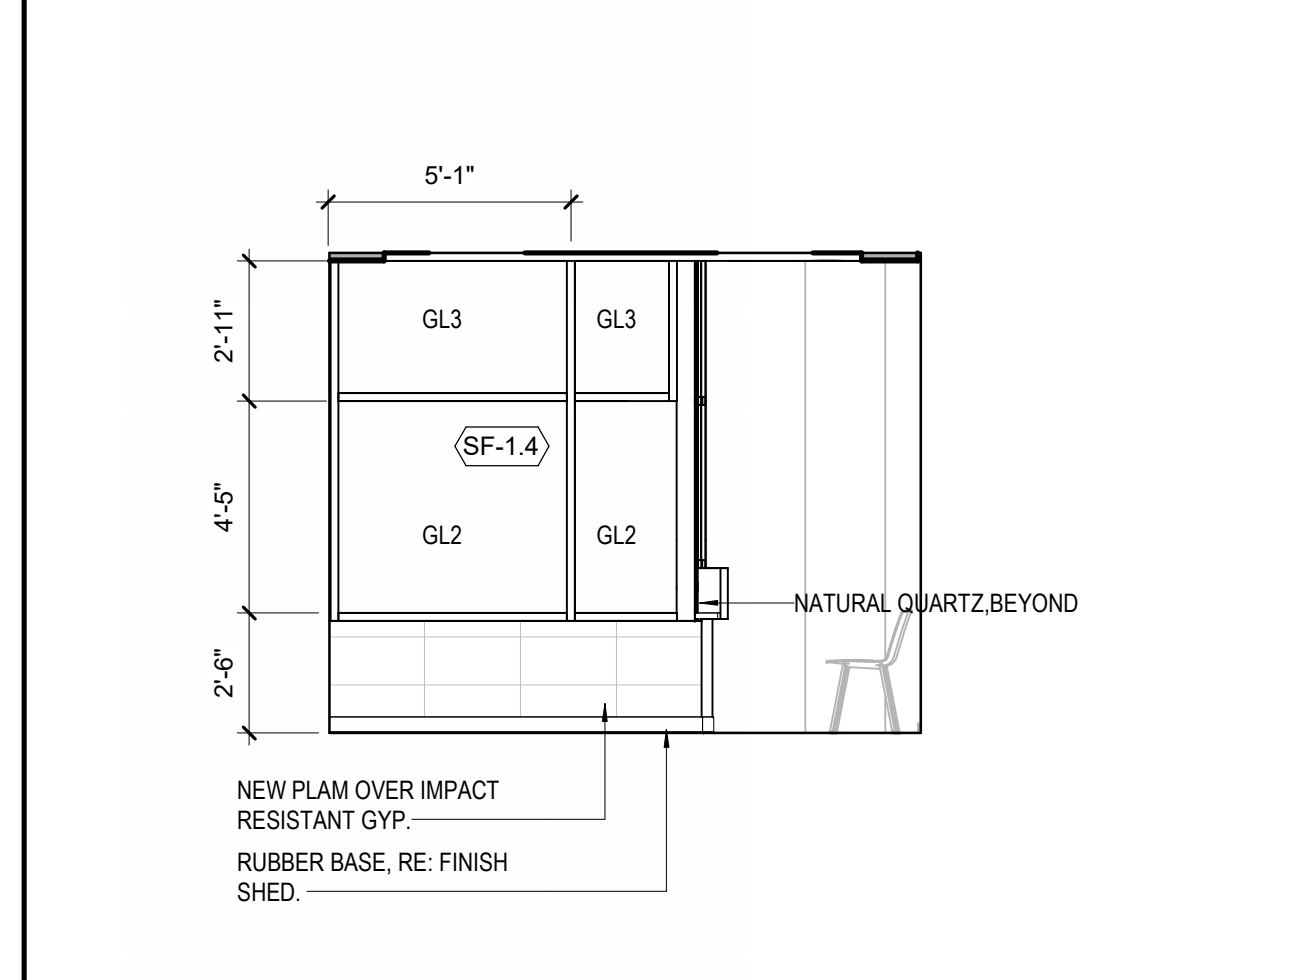 5'-1"
2'-11"
GL3
GL3
SF-1.4
4'-5"
GL2
GL2
NATURAL QUARTZ,BEYOND
2'-6"
NEW PLAM OVER IMPACT
RESISTANT GYP.
RUBBER BASE, RE: FINISH
SHED.